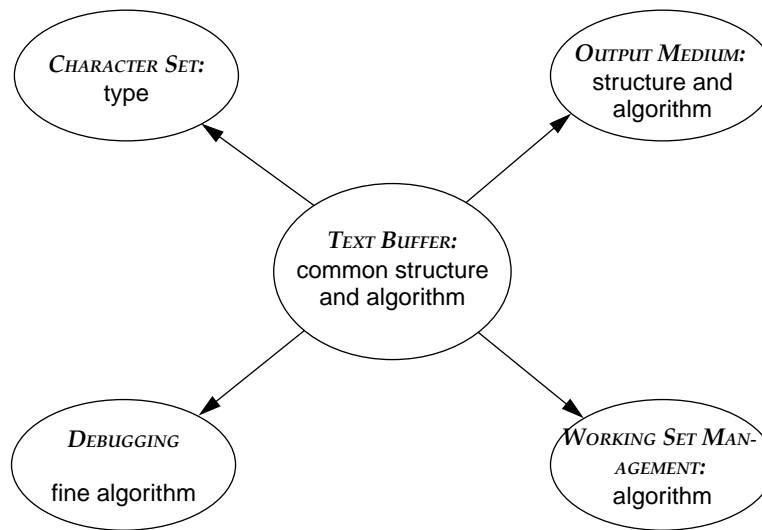 CHARACTER SET:
type
OUTPUT MEDIUM:
structure and
algorithm
TEXT BUFFER:
common structure
and algorithm
DEBUGGING
fine algorithm
WORKING SET MAN-
AGEMENT:
algorithm